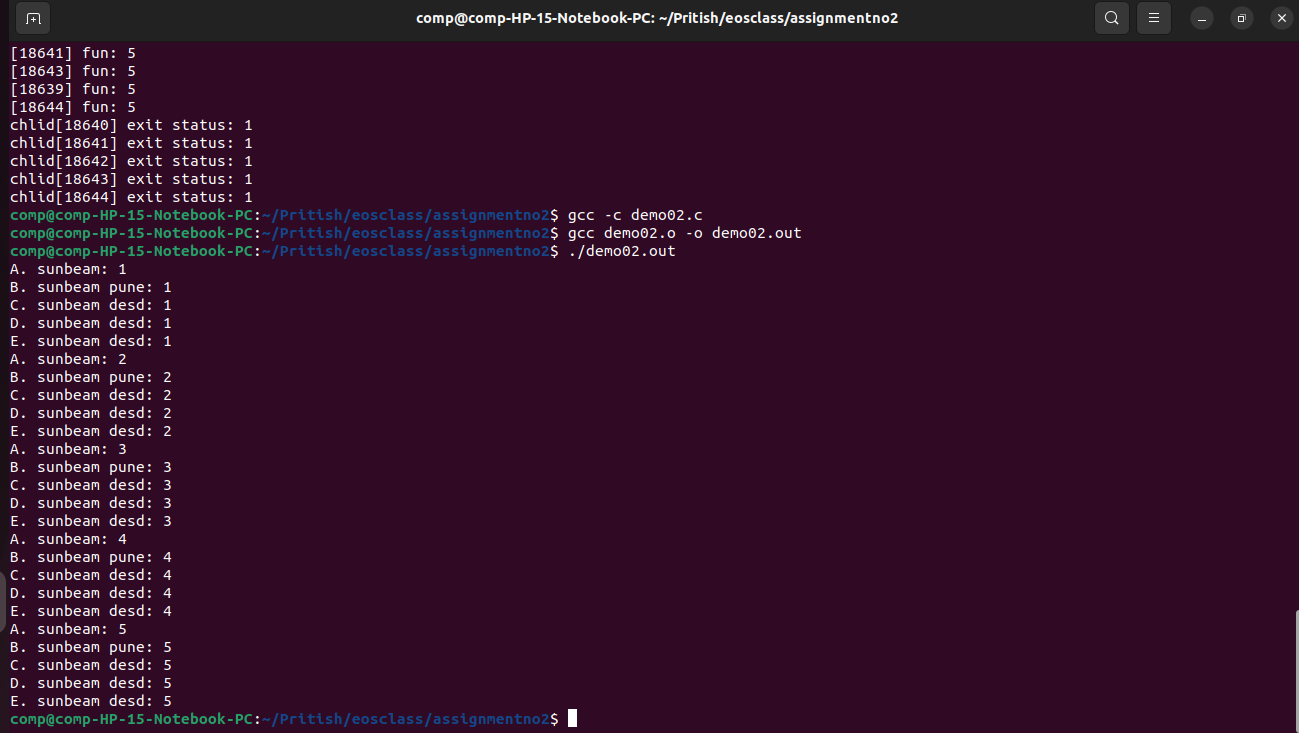 comp@comp-HP-15-Notebook-PC: ~/Pritish/eosclass/assignmentno2
[18641] fun: 5
[18643] fun: 5
[18639] fun: 5
[18644] fun: 5
chlid[18640] exit status: 1
chlid[18641] exit status: 1
chlid[18642] exit status: 1
chlid[18643] exit status: 1
chlid[18644] exit status: 1
comp@comp-HP-15-Notebook-PC:~/Pritish/eosclass/assignmentno2$ gcc -c demo02.c
comp@comp-HP-15-Notebook-PC:~/Pritish/eosclass/assignmentno2$ gcc demo02.o -o demo02.out
comp@comp-HP-15-Notebook-PC:~/Pritish/eosclass/assignmentno2$ ./demo02.out
A. sunbeam: 1
B. sunbeam pune: 1
C. sunbeam desd: 1
D. sunbeam desd: 1
E. sunbeam desd: 1
A. sunbeam: 2
B. sunbeam pune: 2
C. sunbeam desd: 2
D. sunbeam desd: 2
E. sunbeam desd: 2
A. sunbeam: 3
B. sunbeam pune: 3
C. sunbeam desd: 3
D. sunbeam desd: 3
E. sunbeam desd: 3
A. sunbeam: 4
B. sunbeam pune: 4
C. sunbeam desd: 4
D. sunbeam desd: 4
E. sunbeam desd: 4
A. sunbeam: 5
B. sunbeam pune: 5
C. sunbeam desd: 5
D. sunbeam desd: 5
E. sunbeam desd: 5
comp@comp-HP-15-Notebook-PC:~/Pritish/eosclass/assignmentno2$